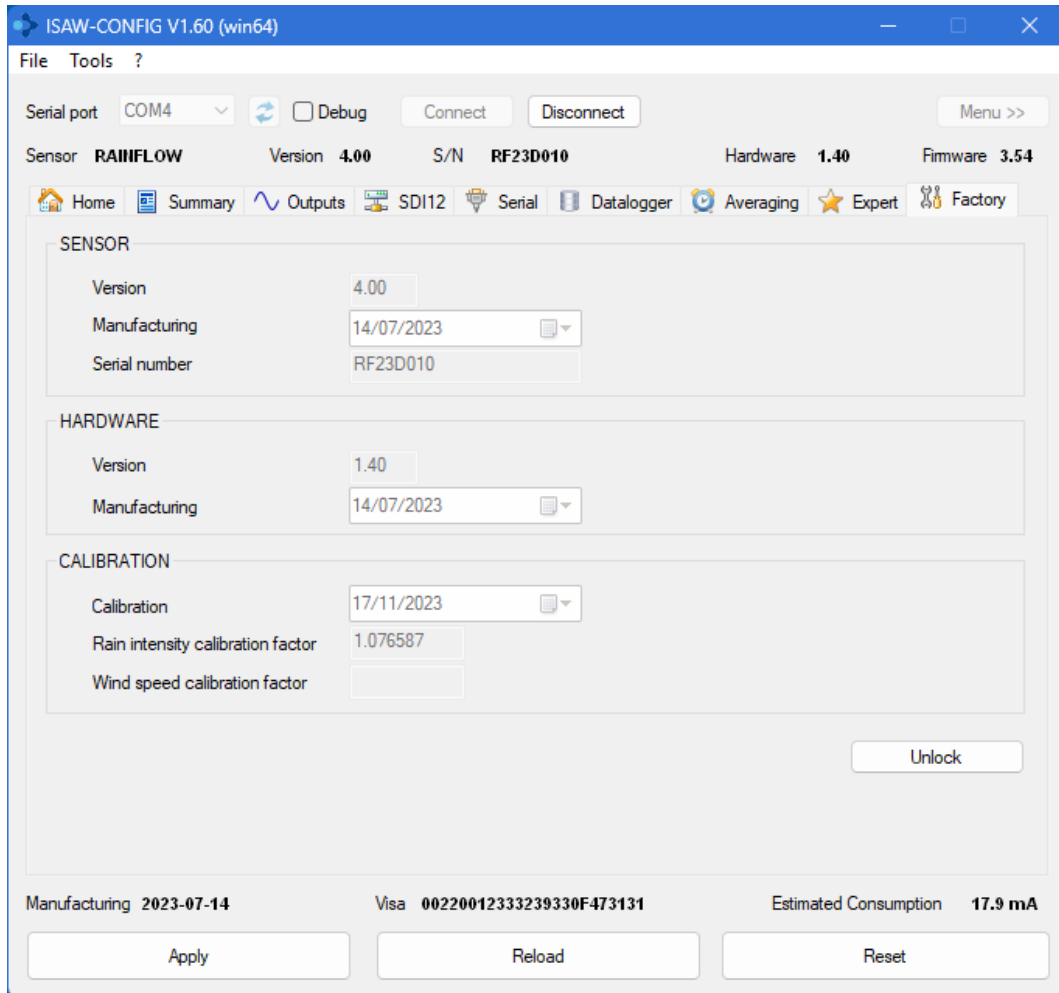 ISAW-CONFIG V1.60 (win64)
File Tools ?
Serial port COM4 Debug Connect Disconnect Menu >>
Sensor RAINFLOW Version 4.00 S/N RF23D010 Hardware 1.40 Firmware 3.54
Home Summary Outputs SDI12 Serial Datalogger Averaging Expert Factory
SENSOR
Version 4.00
Manufacturing 14/07/2023
Serial number RF23D010
HARDWARE
Version 1.40
Manufacturing 14/07/2023
CALIBRATION
Calibration 17/11/2023
Rain intensity calibration factor 1.076587
Wind speed calibration factor
Unlock
Manufacturing 2023-07-14 Visa 00220012333239330F473131 Estimated Consumption 17.9 mA
Apply Reload Reset